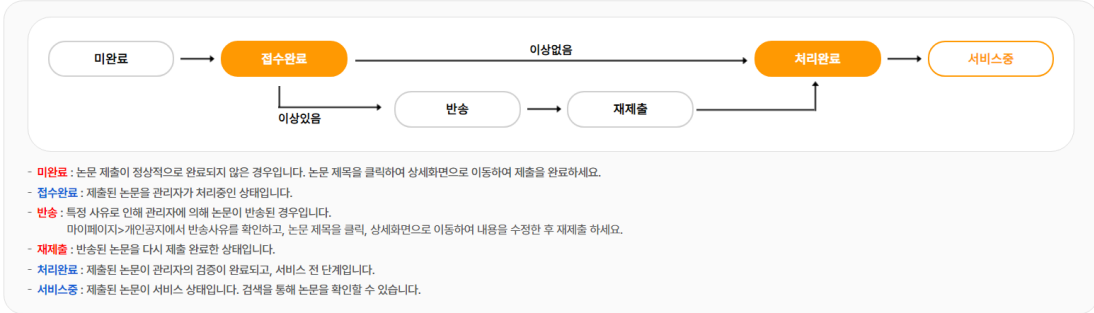 이상없음
미완료
접수완료
처리완료
서비스중
반송
재제출
이상있음
- 미완료 : 논문 제출이 정상적으로 완료되지 않은 경우입니다. 논문 제목을 클릭하여 상세화면으로 이동하여 제출을 완료하세요.
- 접수완료 : 제출된 논문을 관리자가 처리중인 상태입니다.
- 반송 : 특정 사유로 인해 관리자에 의해 논문이 반송된 경우입니다.
마이페이지>개인공지에서 반송사유를 확인하고, 논문 제목을 클릭, 상세화면으로 이동하여 내용을 수정한 후 재제출 하세요.
- 재제출 : 반송된 논문을 다시 제출 완료한 상태입니다.
- 처리완료 : 제출된 논문이 관리자의 검증이 완료되고, 서비스 전 단계입니다.
- 서비스중 : 제출된 논문이 서비스 상태입니다. 검색을 통해 논문을 확인할 수 있습니다.